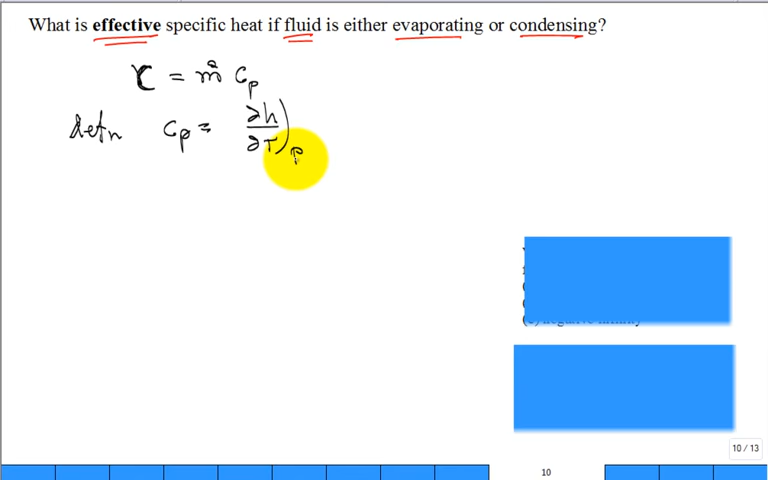 What is effective specific heat if fluid is either evaporating or condensing?
C = ṁ Cp
defn Cp = ∂h/∂T)P
10 / 13
10